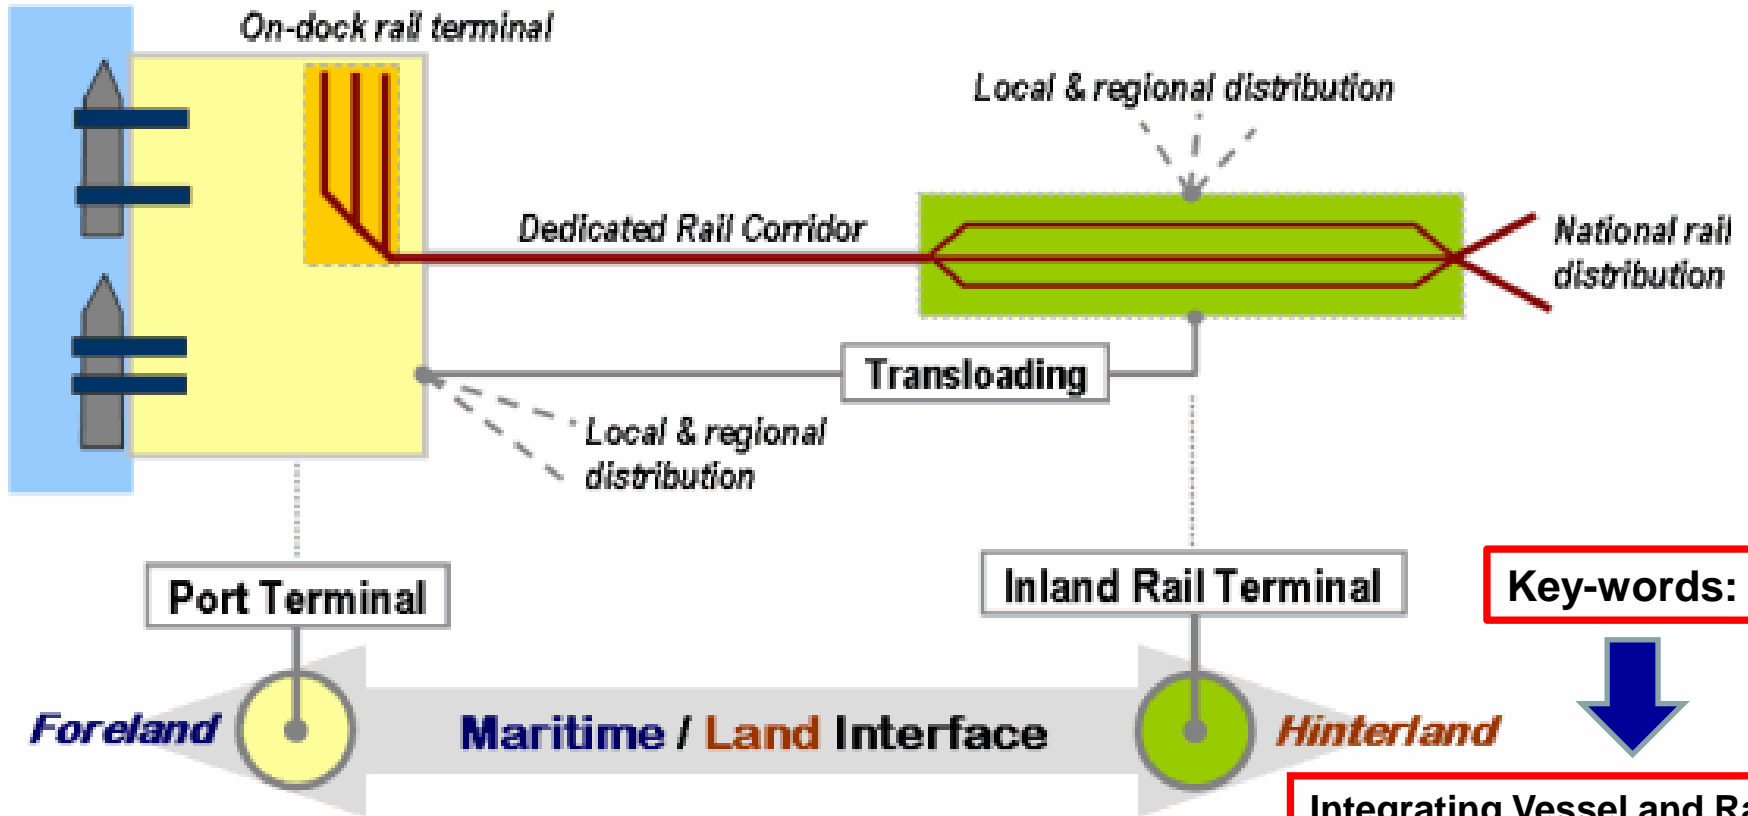 On-dock rail terminal
Local & regional distribution
Dedicated Rail Corridor
National rail
distribution
Transloading
Local & regional
distribution
Port Terminal
Inland Rail Terminal
Key-words:
Foreland
Maritime / Land Interface
Hinterland
Integrating Vessel and